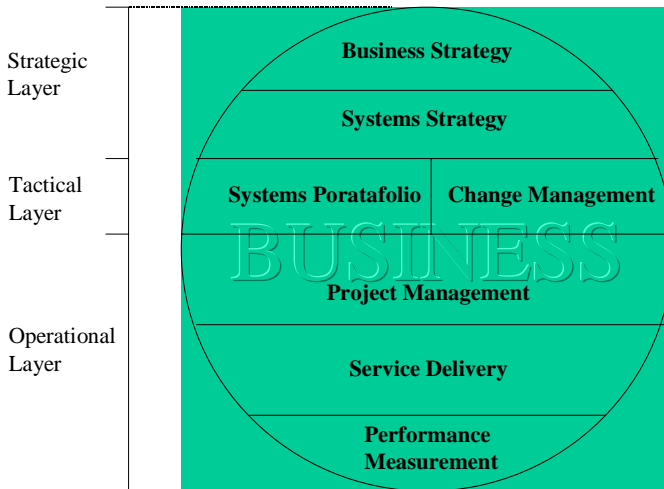 Strategic
Layer
Business Strategy
Systems Strategy
Tactical
Layer
Systems Poratafolio
Change Management
BUSINESS
Project Management
Operational
Layer
Service Delivery
Performance
Measurement